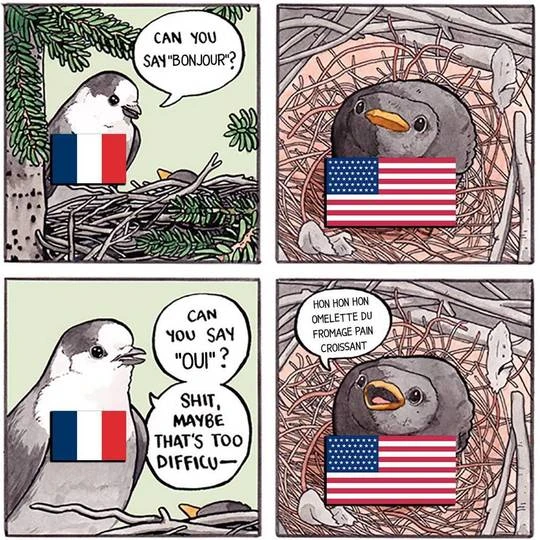 CAN YOU
SAY "BONJOUR"?
CAN
YOU SAY
"OUI"?
SHIT,
MAYBE
THAT'S TOO
DIFFICU—
HON HON HON
OMELETTE DU
FROMAGE PAIN
CROISSANT